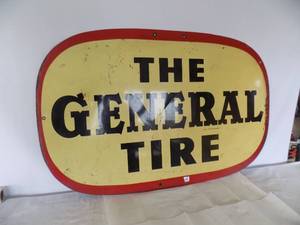 THE
GENERAL
TIRE